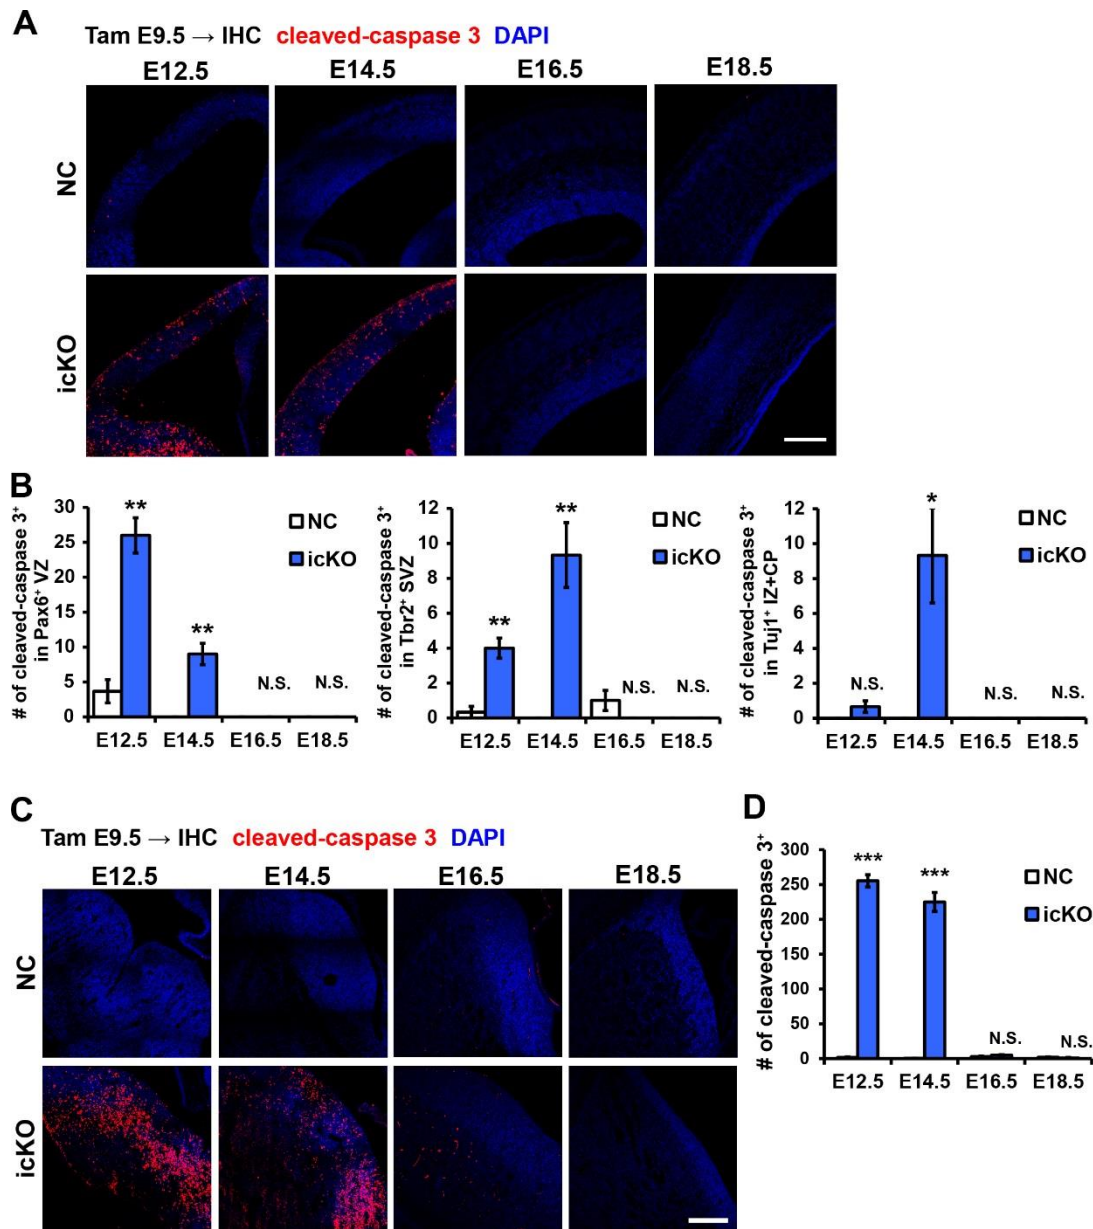 A
Tam E9.5 → IHC cleaved-caspase 3 DAPI
E12.5 E14.5 E16.5 E18.5
NC
icKO
B
# of cleaved-caspase 3⁺
in Pax6⁺ VZ
30
25
20
15
10
5
0
** ** N.S. N.S.
NC
icKO
E12.5 E14.5 E16.5 E18.5
# of cleaved-caspase 3⁺
in Tbr2⁺ SVZ
12
10
8
6
4
2
0
** ** N.S. N.S.
NC
icKO
E12.5 E14.5 E16.5 E18.5
# of cleaved-caspase 3⁺
in Tuj1⁺ IZ+CP
12
10
8
6
4
2
0
N.S. * N.S. N.S.
NC
icKO
E12.5 E14.5 E16.5 E18.5
C
Tam E9.5 → IHC cleaved-caspase 3 DAPI
E12.5 E14.5 E16.5 E18.5
NC
icKO
D
# of cleaved-caspase 3⁺
300
250
200
150
100
50
0
*** *** N.S. N.S.
NC
icKO
E12.5 E14.5 E16.5 E18.5